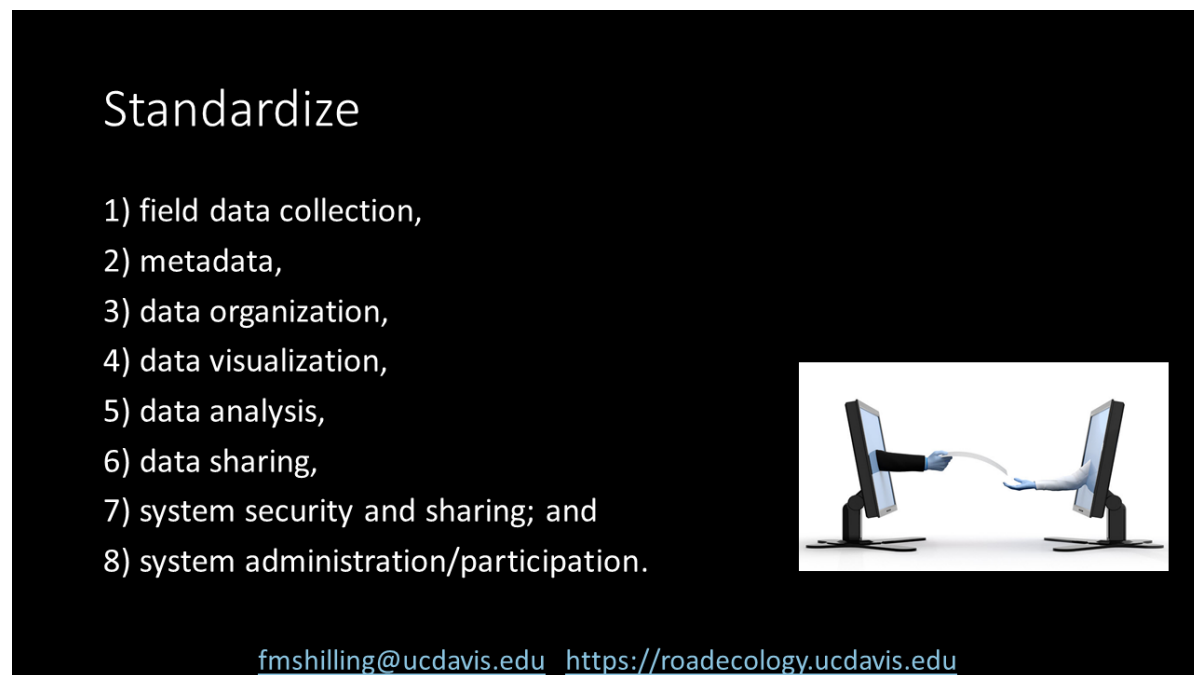 Standardize
1) field data collection,
2) metadata,
3) data organization,
4) data visualization,
5) data analysis,
6) data sharing,
7) system security and sharing; and
8) system administration/participation.
fmshilling@ucdavis.edu https://roadecology.ucdavis.edu